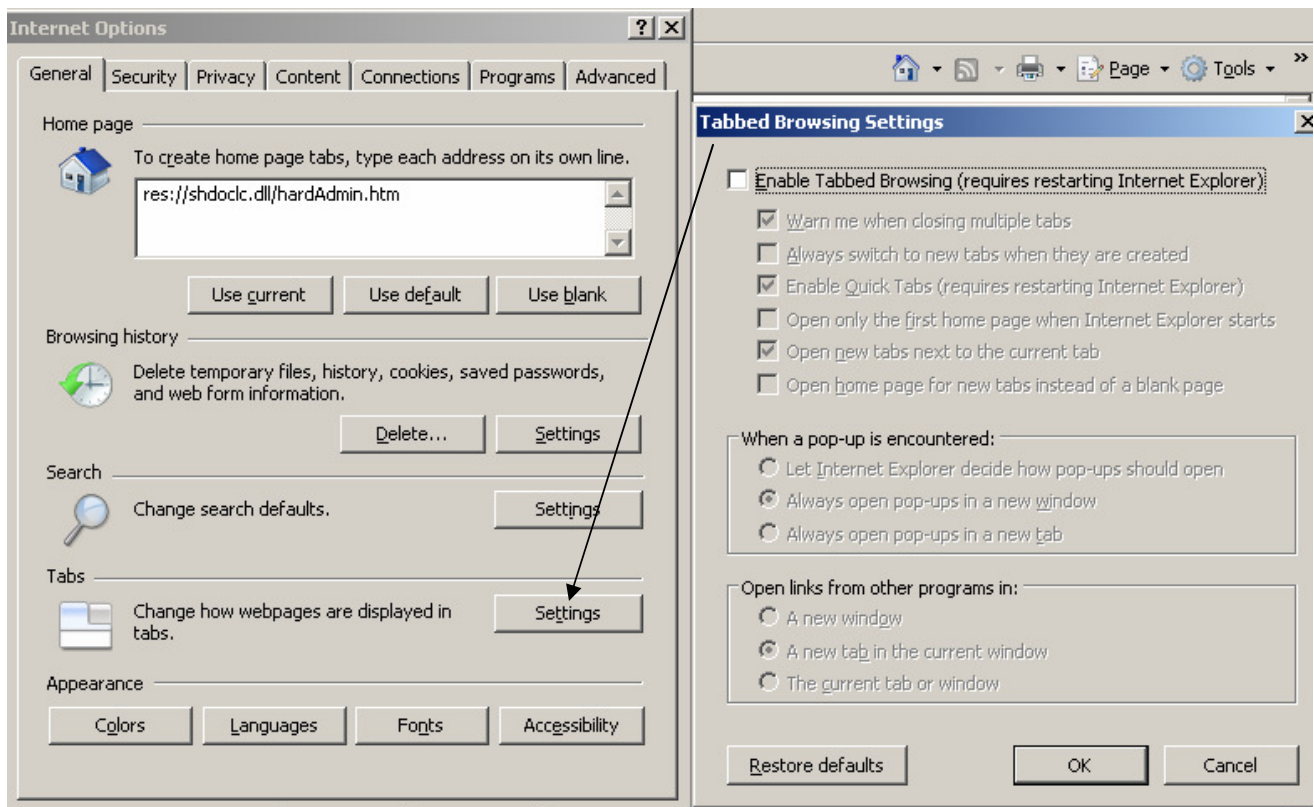 Internet Options
General Security Privacy Content Connections Programs Advanced
Home page
To create home page tabs, type each address on its own line.
res://shdoclc.dll/hardAdmin.htm
Use current Use default Use blank
Browsing history
Delete temporary files, history, cookies, saved passwords,
and web form information.
Delete... Settings
Search
Change search defaults.
Settings
Tabs
Change how webpages are displayed in
tabs.
Settings
Appearance
Colors Languages Fonts Accessibility
Page Tools »
Tabbed Browsing Settings
Enable Tabbed Browsing (requires restarting Internet Explorer)
Warn me when closing multiple tabs
Always switch to new tabs when they are created
Enable Quick Tabs (requires restarting Internet Explorer)
Open only the first home page when Internet Explorer starts
Open new tabs next to the current tab
Open home page for new tabs instead of a blank page
When a pop-up is encountered:
Let Internet Explorer decide how pop-ups should open
Always open pop-ups in a new window
Always open pop-ups in a new tab
Open links from other programs in:
A new window
A new tab in the current window
The current tab or window
Restore defaults OK Cancel